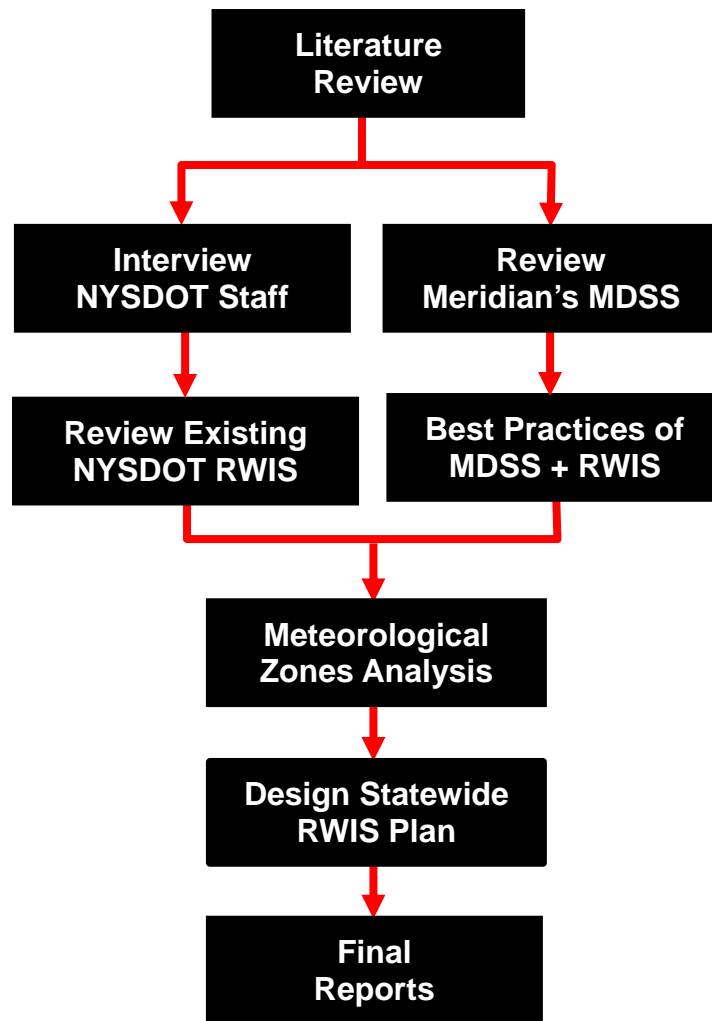 Literature
Review
Interview
NYSDOT Staff
Review
Meridian's MDSS
Review Existing
NYSDOT RWIS
Best Practices of
MDSS + RWIS
Meteorological
Zones Analysis
Design Statewide
RWIS Plan
Final
Reports